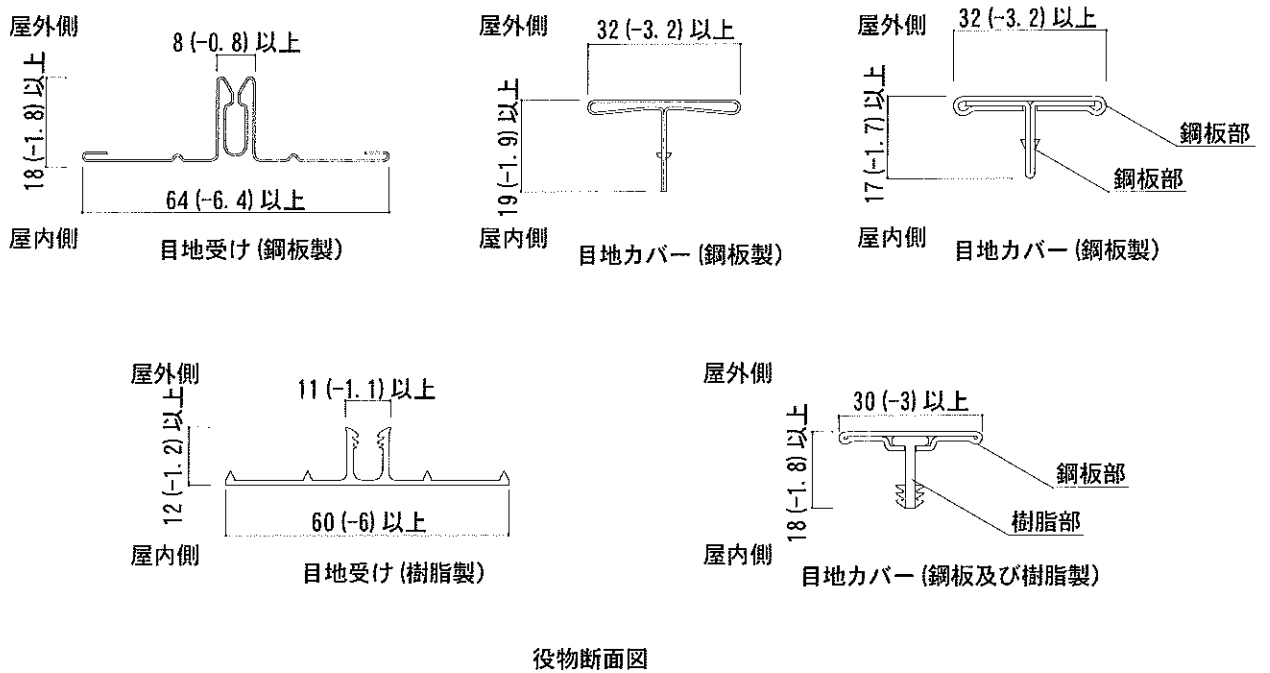 屋外側
8 (-0. 8) 以上
18 (-1. 8) 以上
64 (-6. 4) 以上
屋内側
目地受け (鋼板製)
屋外側
32 (-3. 2) 以上
19 (-1. 9) 以上
屋内側
目地カバー (鋼板製)
屋外側
32 (-3. 2) 以上
17 (-1. 7) 以上
鋼板部
鋼板部
屋内側
目地カバー (鋼板製)
屋外側
11 (-1. 1) 以上
12 (-1. 2) 以上
60 (-6) 以上
屋内側
目地受け (樹脂製)
屋外側
30 (-3) 以上
18 (-1. 8) 以上
鋼板部
樹脂部
屋内側
目地カバー (鋼板及び樹脂製)
役物断面図